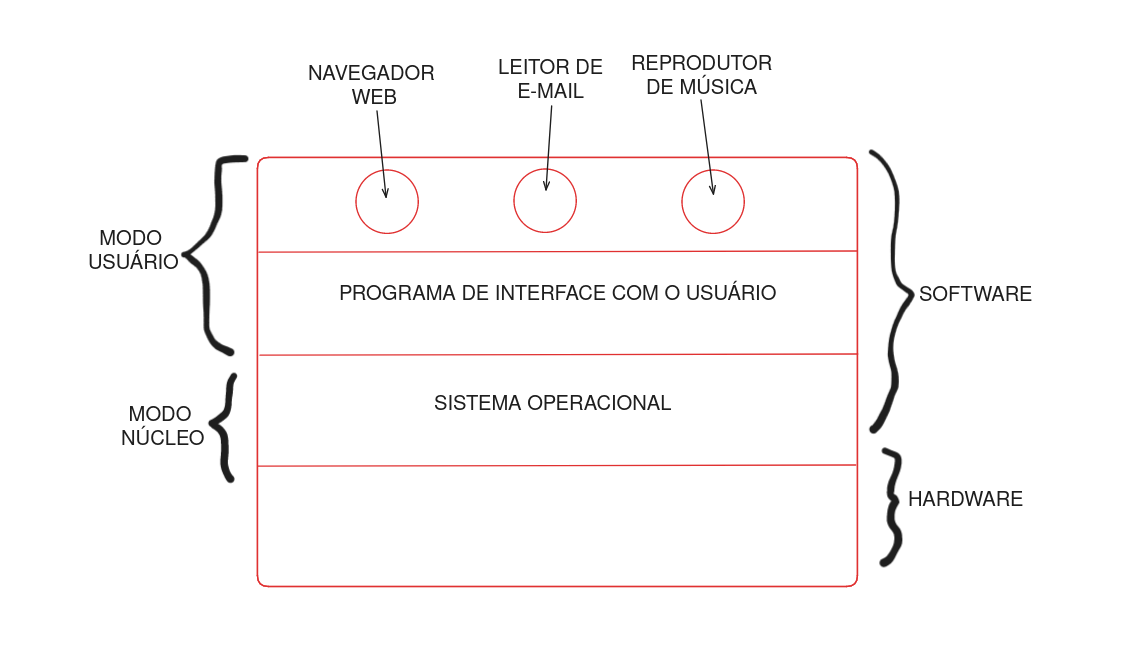 NAVEGADOR
WEB
LEITOR DE
E-MAIL
REPRODUTOR
DE MÚSICA
MODO
USUÁRIO
PROGRAMA DE INTERFACE COM O USUÁRIO
SOFTWARE
SISTEMA OPERACIONAL
MODO
NÚCLEO
HARDWARE